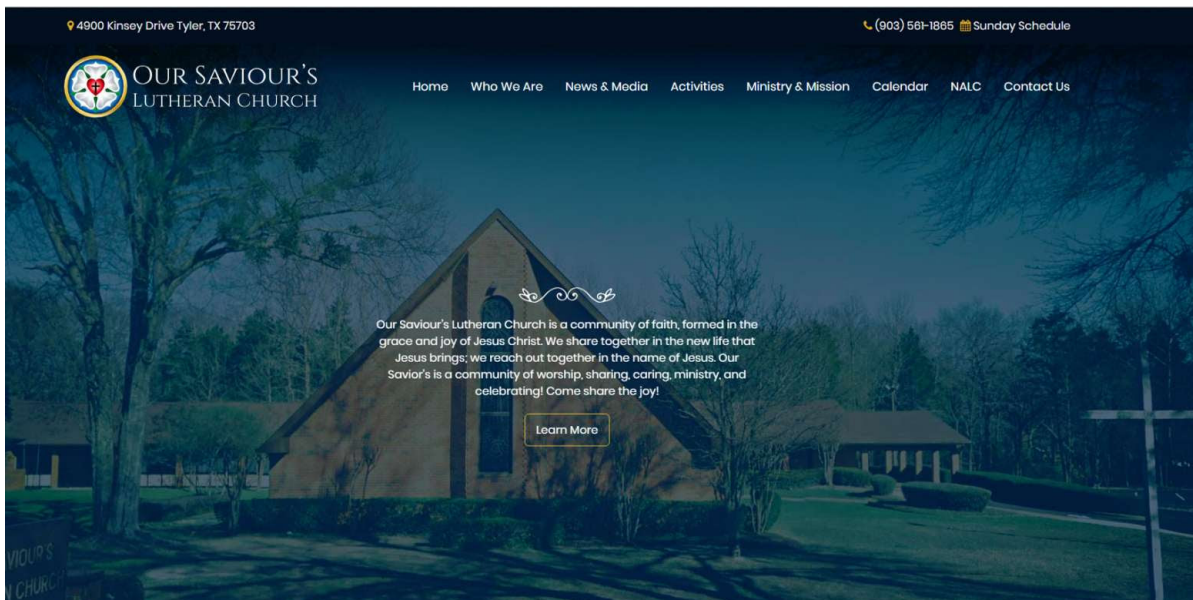 4900 Kinsey Drive Tyler, TX 75703
(903) 561-1865 Sunday Schedule
OUR SAVIOUR'S
LUTHERAN CHURCH
Home Who We Are News & Media Activities Ministry & Mission Calendar NALC Contact Us
Our Saviour's Lutheran Church is a community of faith, formed in the
grace and joy of Jesus Christ. We share together in the new life that
Jesus brings; we reach out together in the name of Jesus. Our
Savior's is a community of worship, sharing, caring, ministry, and
celebrating! Come share the joy!
Learn More
VIOUR'S
N CHURCH